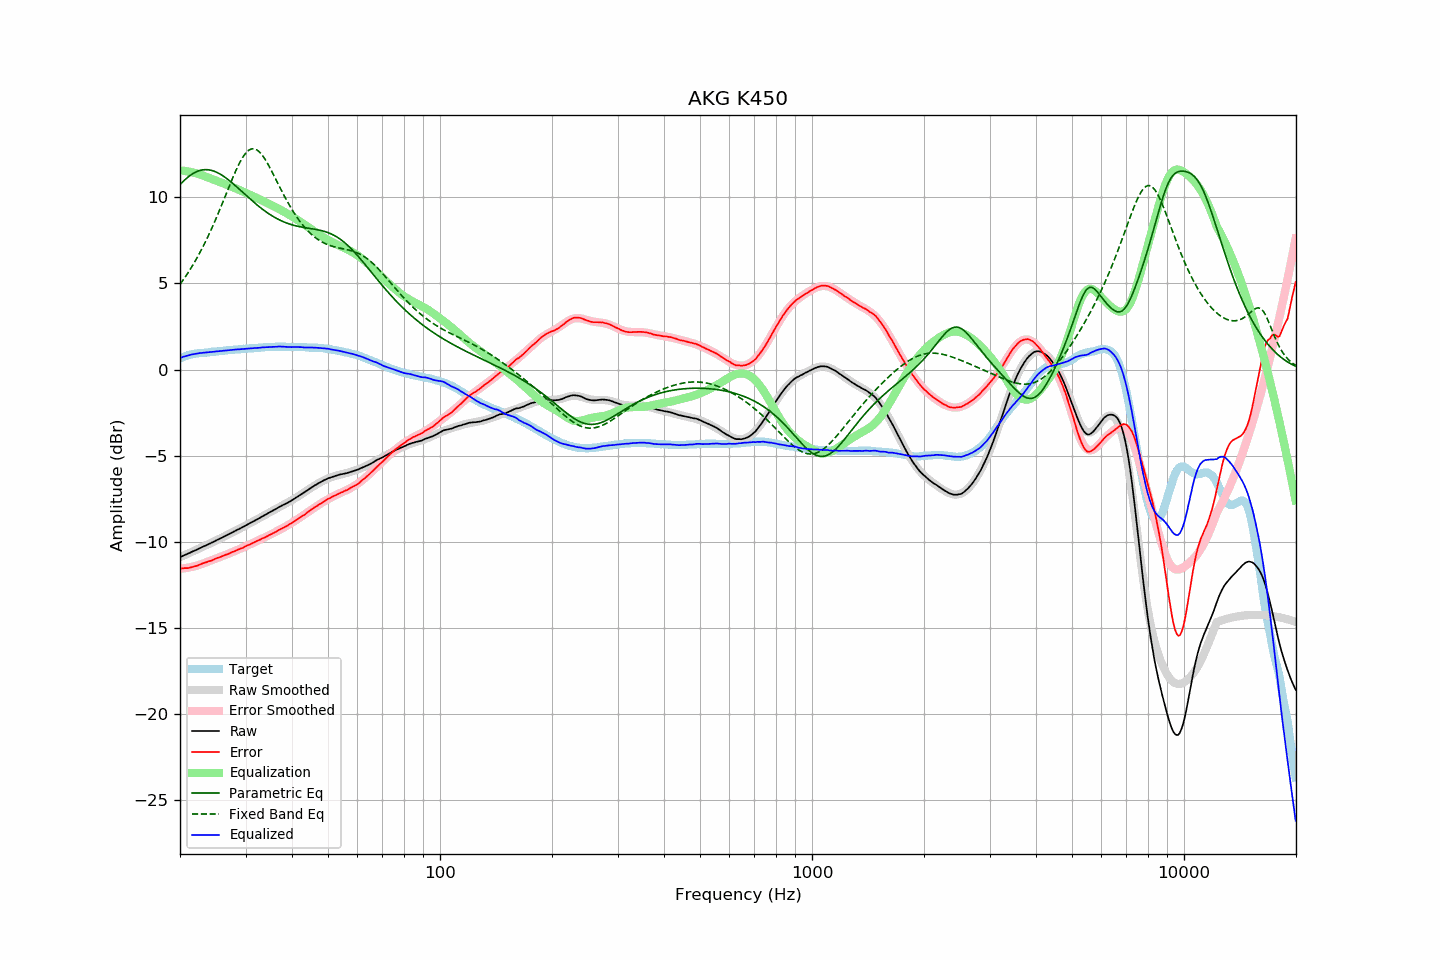 AKG K450
Amplitude (dBr)
10
5
0
−5
−10
−15
−20
−25
Target
Raw Smoothed
Error Smoothed
Raw
Error
Equalization
Parametric Eq
Fixed Band Eq
Equalized
100
1000
10000
Frequency (Hz)